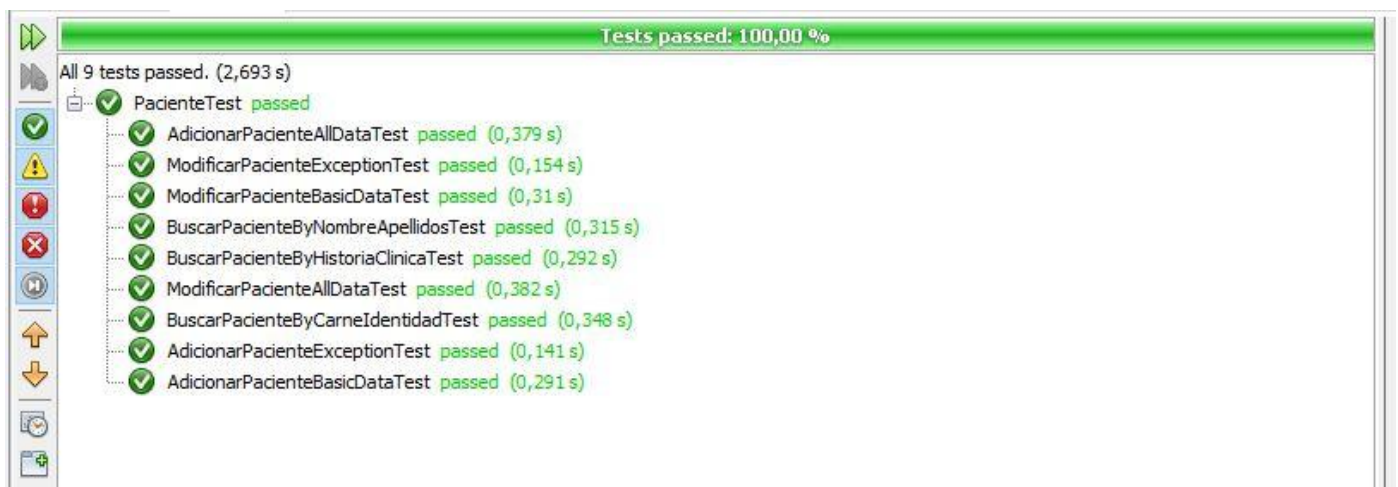 Tests passed: 100,00 %
All 9 tests passed. (2,693 s)
PacienteTest passed
AdicionarPacienteAllDataTest passed (0,379 s)
ModificarPacienteExceptionTest passed (0,154 s)
ModificarPacienteBasicDataTest passed (0,31 s)
BuscarPacienteByNombreApellidosTest passed (0,315 s)
BuscarPacienteByHistoriaClinicaTest passed (0,292 s)
ModificarPacienteAllDataTest passed (0,382 s)
BuscarPacienteByCarneIdentidadTest passed (0,348 s)
AdicionarPacienteExceptionTest passed (0,141 s)
AdicionarPacienteBasicDataTest passed (0,291 s)